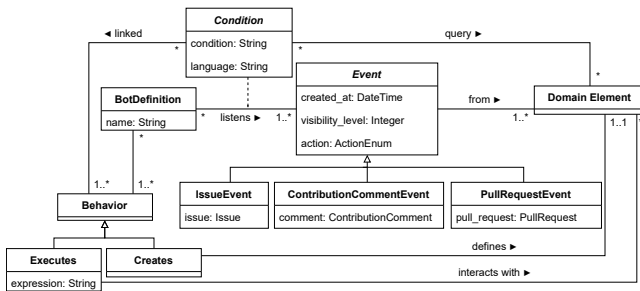 Condition
condition: String
language: String
◄ linked
*
*
query ►
*
Event
created_at: DateTime
visibility_level: Integer
action: ActionEnum
BotDefinition
name: String
*
listens ►
1..*
from ►
1..*
Domain Element
1..1
*
*
1..*
1..*
Behavior
IssueEvent
issue: Issue
ContributionCommentEvent
comment: ContributionComment
PullRequestEvent
pull_request: PullRequest
Executes
expression: String
Creates
defines ►
interacts with ►